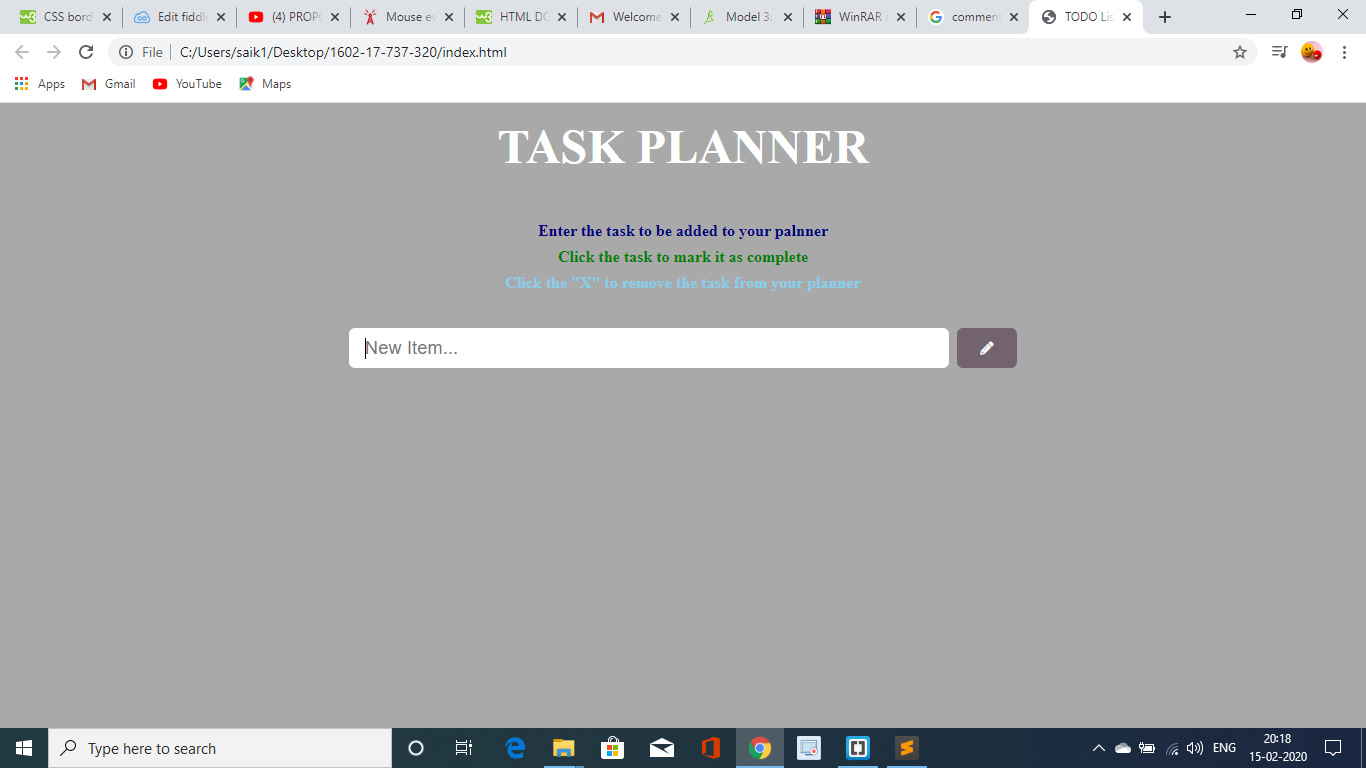 CSS bord
Edit fiddl
(4) PROP
Mouse ev
HTML DO
Welcome
Model 3:
WinRAR
commen
TODO Lis
File
C:/Users/saik1/Desktop/1602-17-737-320/index.html
Apps
Gmail
YouTube
Maps
TASK PLANNER
Enter the task to be added to your palnner
Click the task to mark it as complete
Click the "X" to remove the task from your planner
New Item...
Type here to search
ENG
20:18
15-02-2020